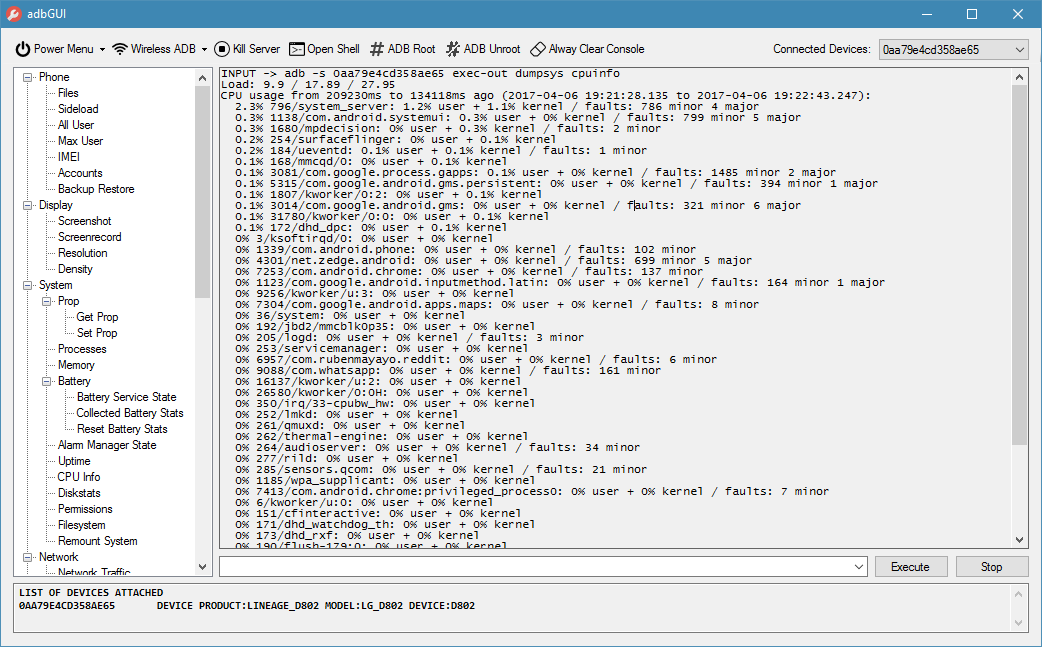 adbGUI
Power Menu Wireless ADB Kill Server Open Shell ADB Root ADB Unroot Alway Clear Console Connected Devices: 0aa79e4cd358ae65
Phone
Files
Sideload
All User
Max User
IMEI
Accounts
Backup Restore
Display
Screenshot
Screenrecord
Resolution
Density
System
Prop
Get Prop
Set Prop
Processes
Memory
Battery
Battery Service State
Collected Battery Stats
Reset Battery Stats
Alarm Manager State
Uptime
CPU Info
Diskstats
Permissions
Filesystem
Remount System
Network
Network Traffic
INPUT -> adb -s 0aa79e4cd358ae65 exec-out dumpsys cpuinfo
Load: 9.9 / 17.89 / 27.95
CPU usage from 209230ms to 134118ms ago (2017-04-06 19:21:28.135 to 2017-04-06 19:22:43.247):
2.3% 796/system_server: 1.2% user + 1.1% kernel / faults: 786 minor 4 major
0.3% 1138/com.android.systemui: 0.3% user + 0% kernel / faults: 799 minor 5 major
0.3% 1680/mpdecision: 0% user + 0.3% kernel / faults: 2 minor
0.2% 254/surfaceflinger: 0% user + 0.1% kernel
0.2% 184/ueventd: 0.1% user + 0.1% kernel / faults: 1 minor
0.1% 168/mmcqd/0: 0% user + 0.1% kernel
0.1% 3081/com.google.process.gapps: 0.1% user + 0% kernel / faults: 1485 minor 2 major
0.1% 5315/com.google.android.gms.persistent: 0% user + 0% kernel / faults: 394 minor 1 major
0.1% 1807/kworker/0:2: 0% user + 0.1% kernel
0.1% 3014/com.google.android.gms: 0% user + 0% kernel / faults: 321 minor 6 major
0.1% 31780/kworker/0:0: 0% user + 0.1% kernel
0.1% 172/dhd_dpc: 0% user + 0.1% kernel
0% 3/ksoftirqd/0: 0% user + 0% kernel
0% 1339/com.android.phone: 0% user + 0% kernel / faults: 102 minor
0% 4301/net.zedge.android: 0% user + 0% kernel / faults: 699 minor 5 major
0% 7253/com.android.chrome: 0% user + 0% kernel / faults: 137 minor
0% 1123/com.google.android.inputmethod.latin: 0% user + 0% kernel / faults: 164 minor 1 major
0% 9256/kworker/u:3: 0% user + 0% kernel
0% 7304/com.google.android.apps.maps: 0% user + 0% kernel / faults: 8 minor
0% 36/system: 0% user + 0% kernel
0% 192/jbd2/mmcblk0p35: 0% user + 0% kernel
0% 205/logd: 0% user + 0% kernel / faults: 3 minor
0% 253/servicemanager: 0% user + 0% kernel
0% 6957/com.rubenmayayo.reddit: 0% user + 0% kernel / faults: 6 minor
0% 9088/com.whatsapp: 0% user + 0% kernel / faults: 161 minor
0% 16137/kworker/u:2: 0% user + 0% kernel
0% 26580/kworker/0:0H: 0% user + 0% kernel
0% 350/irq/33-cpubw_hw: 0% user + 0% kernel
0% 252/lmkd: 0% user + 0% kernel
0% 261/qmuxd: 0% user + 0% kernel
0% 262/thermal-engine: 0% user + 0% kernel
0% 264/audioserver: 0% user + 0% kernel / faults: 34 minor
0% 277/rild: 0% user + 0% kernel
0% 285/sensors.qcom: 0% user + 0% kernel / faults: 21 minor
0% 1185/wpa_supplicant: 0% user + 0% kernel
0% 7413/com.android.chrome:privileged_process0: 0% user + 0% kernel / faults: 7 minor
0% 6/kworker/u:0: 0% user + 0% kernel
0% 151/cfinteractive: 0% user + 0% kernel
0% 171/dhd_watchdog_th: 0% user + 0% kernel
0% 173/dhd_rxf: 0% user + 0% kernel
0% 190/flush-179:0: 0% user + 0% kernel
Execute Stop
LIST OF DEVICES ATTACHED
0AA79E4CD358AE65 DEVICE PRODUCT:LINEAGE_D802 MODEL:LG_D802 DEVICE:D802